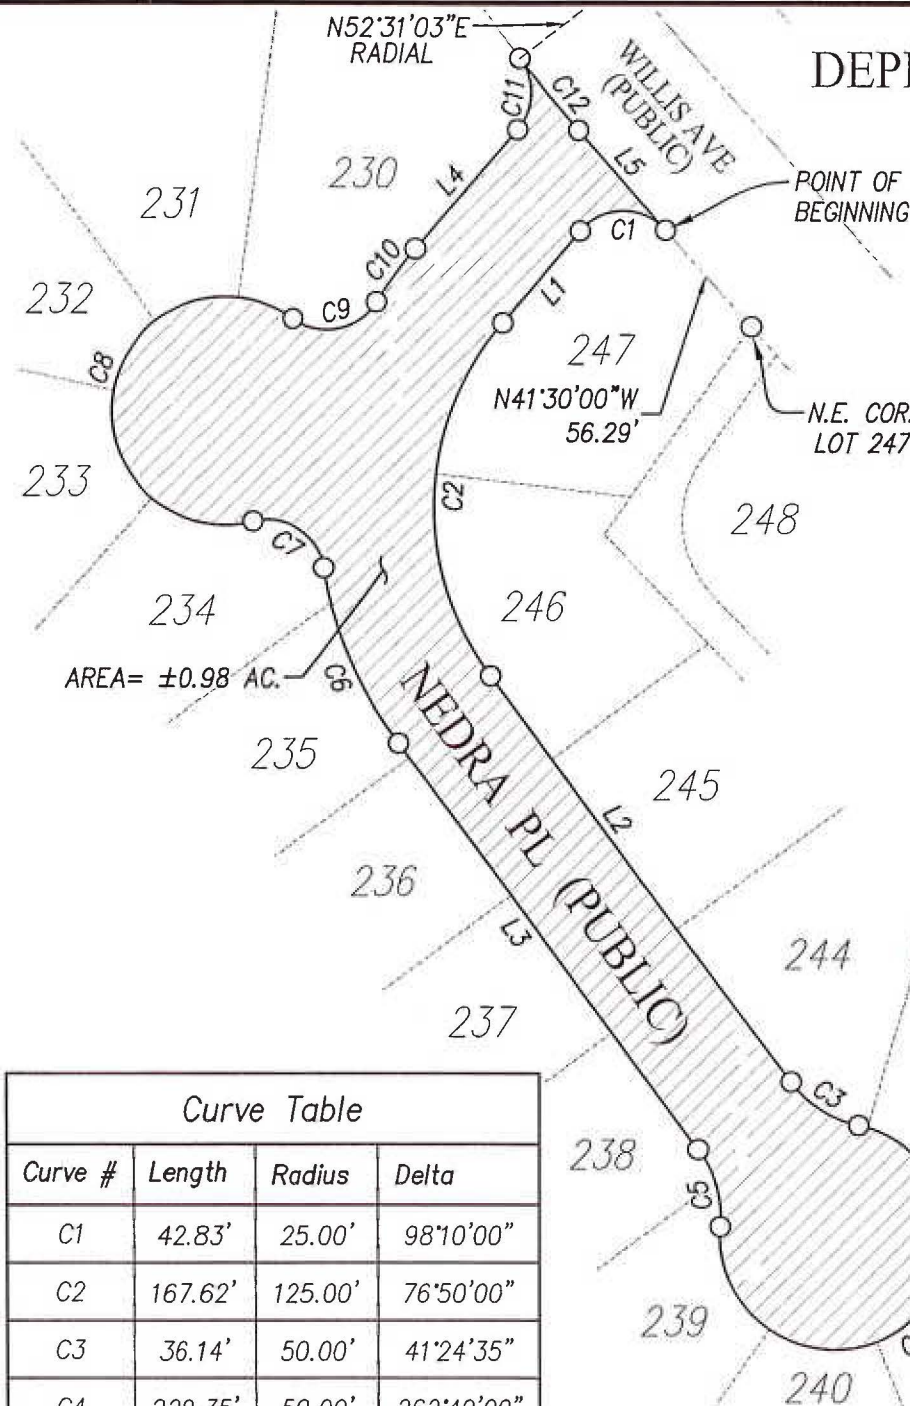 N52°31'03"E
RADIAL
DEP
WILLIS AVE
(PUBLIC)
C11
C12
L5
POINT OF
BEGINNING
230
231
L4
C1
C10
L1
232
C9
C8
247
N41°30'00"W
56.29'
N.E. COR.
LOT 247
233
C2
248
C7
234
246
AREA= ±0.98 AC.
C6
NEDRA PL (PUBLIC)
235
245
L2
236
L3
244
237
C3
238
C5
239
240
Curve Table
Curve # Length Radius Delta
C1 42.83' 25.00' 98°10'00"
C2 167.62' 125.00' 76°50'00"
C3 36.14' 50.00' 41°24'35"
C4 50.00'